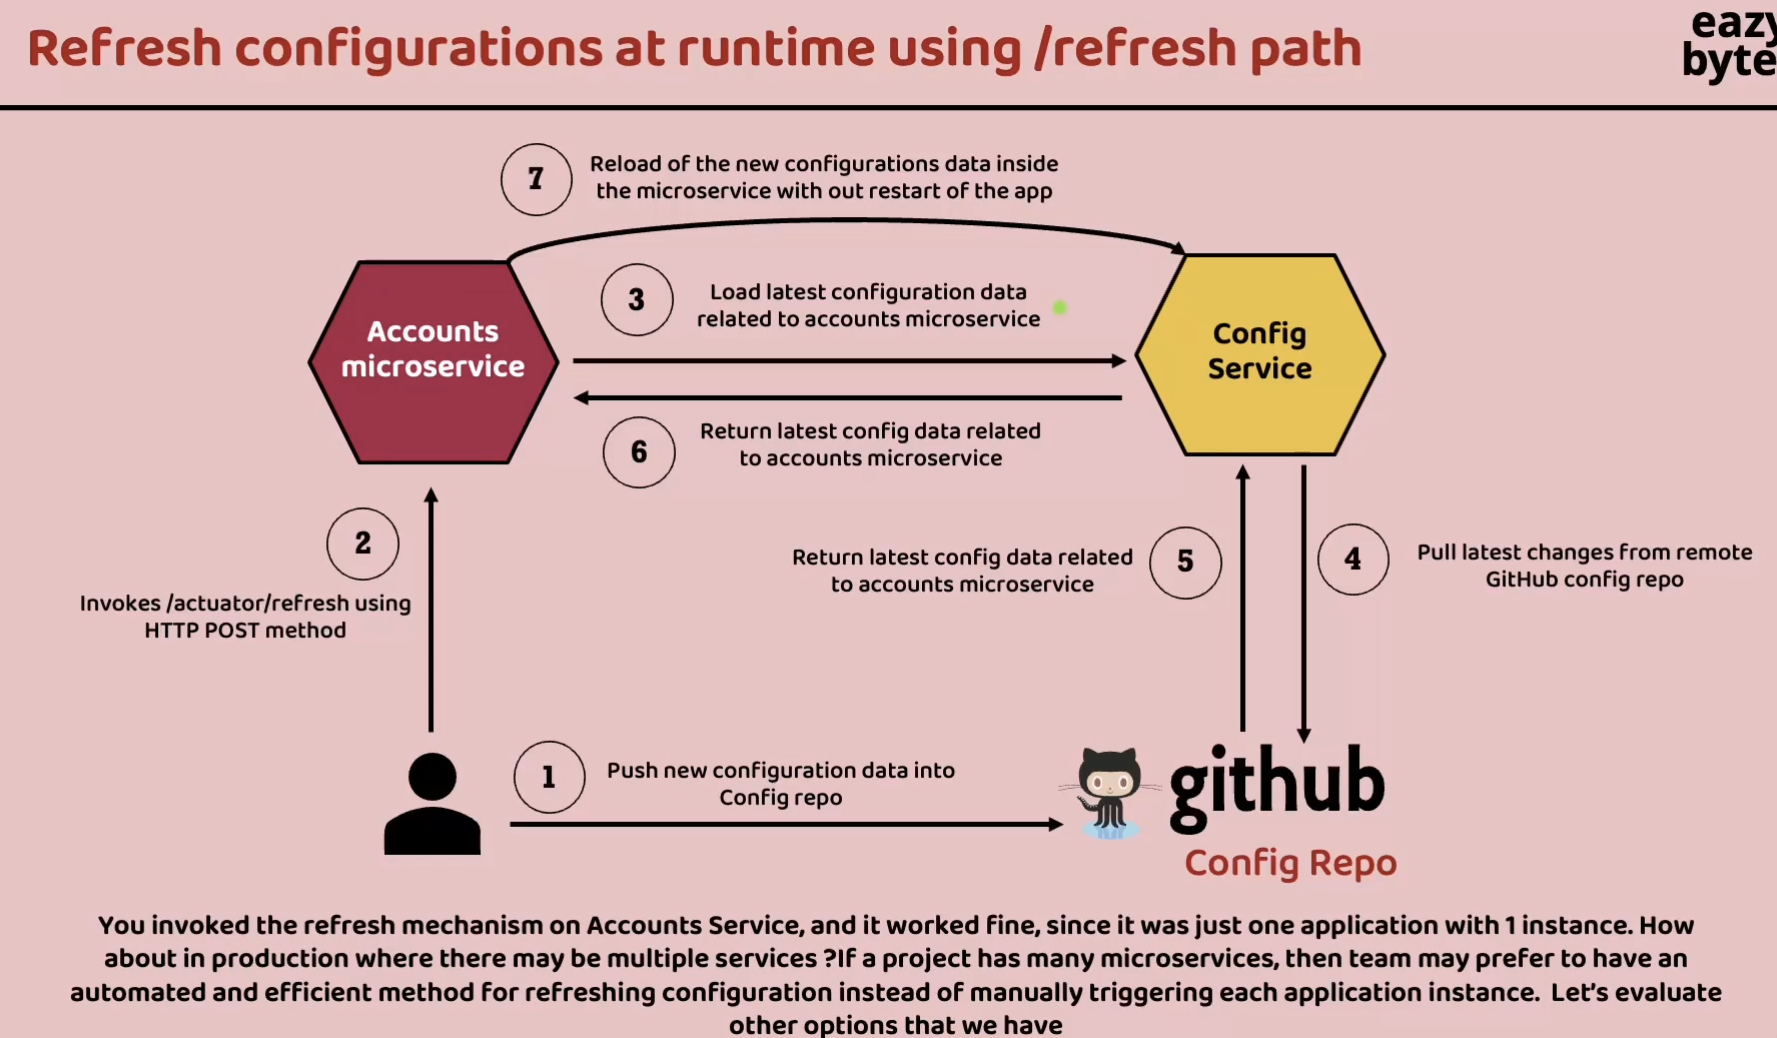 Refresh configurations at runtime using /refresh path
eazy
byte
7
Reload of the new configurations data inside
the microservice with out restart of the app
3
Load latest configuration data
related to accounts microservice
Accounts
microservice
Config
Service
6
Return latest config data related
to accounts microservice
2
Invokes /actuator/refresh using
HTTP POST method
Return latest config data related
to accounts microservice
5
4
Pull latest changes from remote
GitHub config repo
1
Push new configuration data into
Config repo
github
Config Repo
You invoked the refresh mechanism on Accounts Service, and it worked fine, since it was just one application with 1 instance. How
about in production where there may be multiple services ?If a project has many microservices, then team may prefer to have an
automated and efficient method for refreshing configuration instead of manually triggering each application instance. Let's evaluate
other options that we have